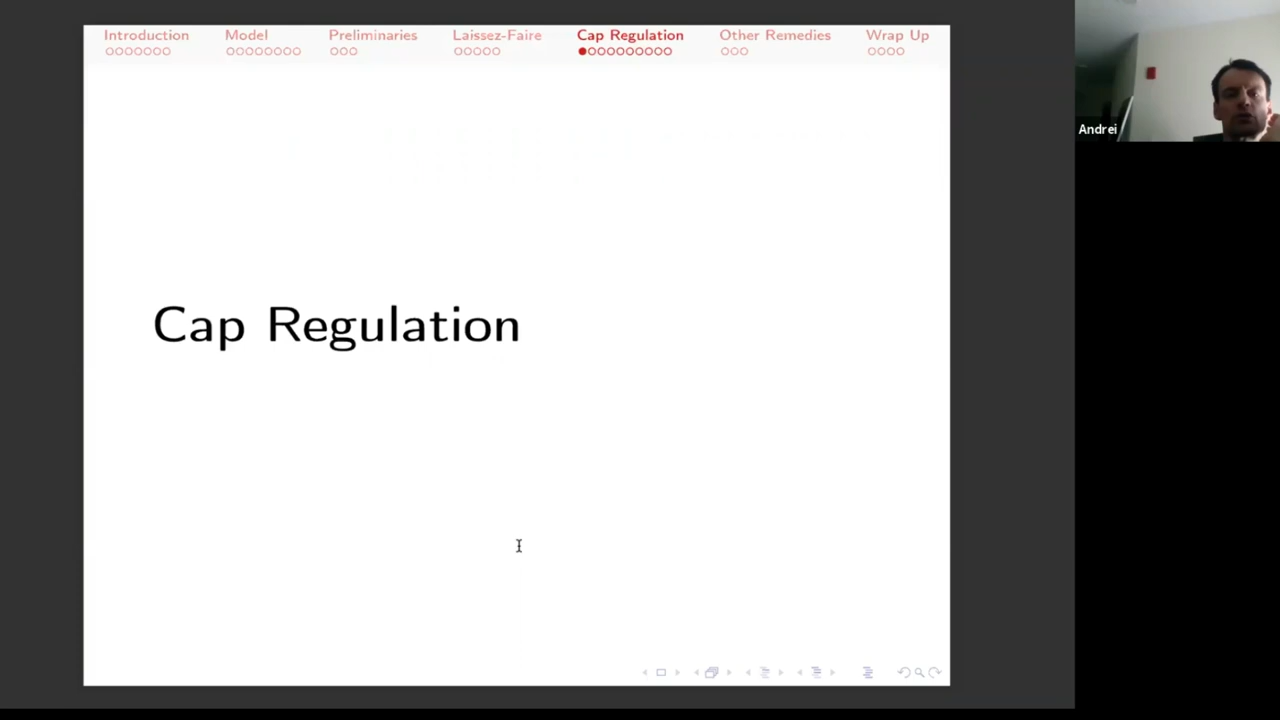 Introduction Model Preliminaries Laissez-Faire Cap Regulation Other Remedies Wrap Up
Andrei
Cap Regulation